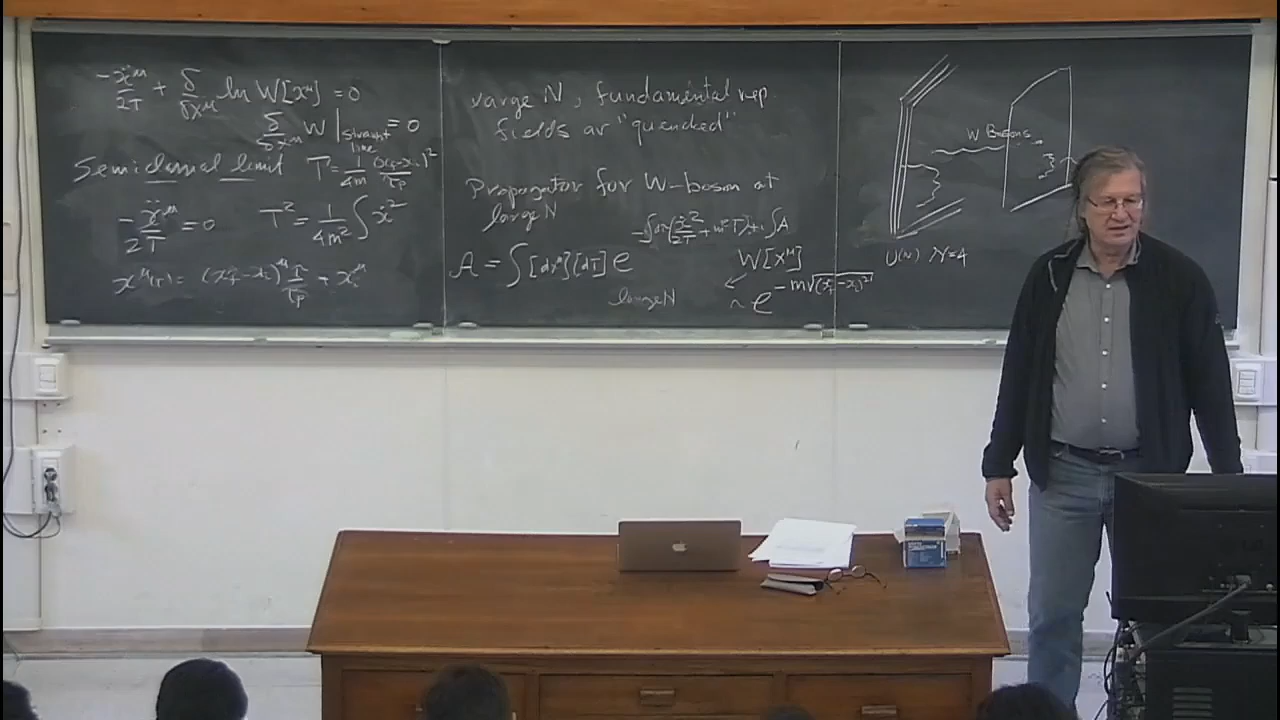 -ẍ^μ/2T + δ/δx^μ ln W[x^μ] = 0
δ/δx^μ W |straight line = 0
Semiclassical limit T² = 1/4m (x_f - x_i)²/τ_p
-ẍ^μ/2T = 0 T² = 1/4m² ∫ ẋ²
x^μ(τ) = (x_f - x_i)^μ τ/τ_p + x_i^μ
Large N, fundamental rep.
fields ar "quenched"
Propagator for W-boson at
large N
A = ∫[dx^μ][dT] e^{-∫dτ(ẋ²/2T + m²T) + i∫A}
W[x^μ]
large N ~ e^{-m√(x_f - x_i)²}
W Bosons
U(N) N=4